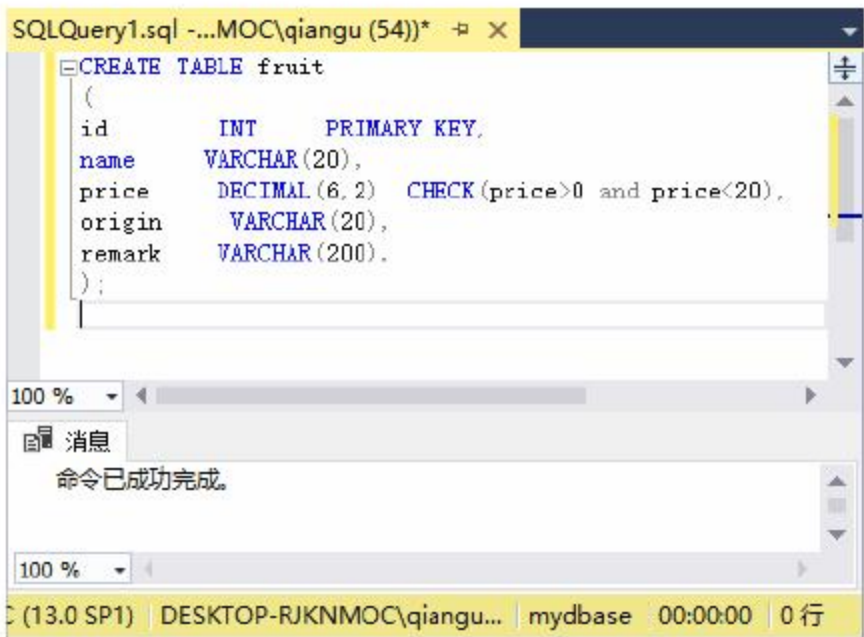 SQLQuery1.sql -...MOC\qiangu (54))*
CREATE TABLE fruit
(
id INT PRIMARY KEY,
name VARCHAR(20),
price DECIMAL(6,2) CHECK(price>0 and price<20),
origin VARCHAR(20),
remark VARCHAR(200),
);
100 %
消息
命令已成功完成。
100 %
(13.0 SP1) DESKTOP-RJKNMOC\qiangu... mydbase 00:00:00 0 行